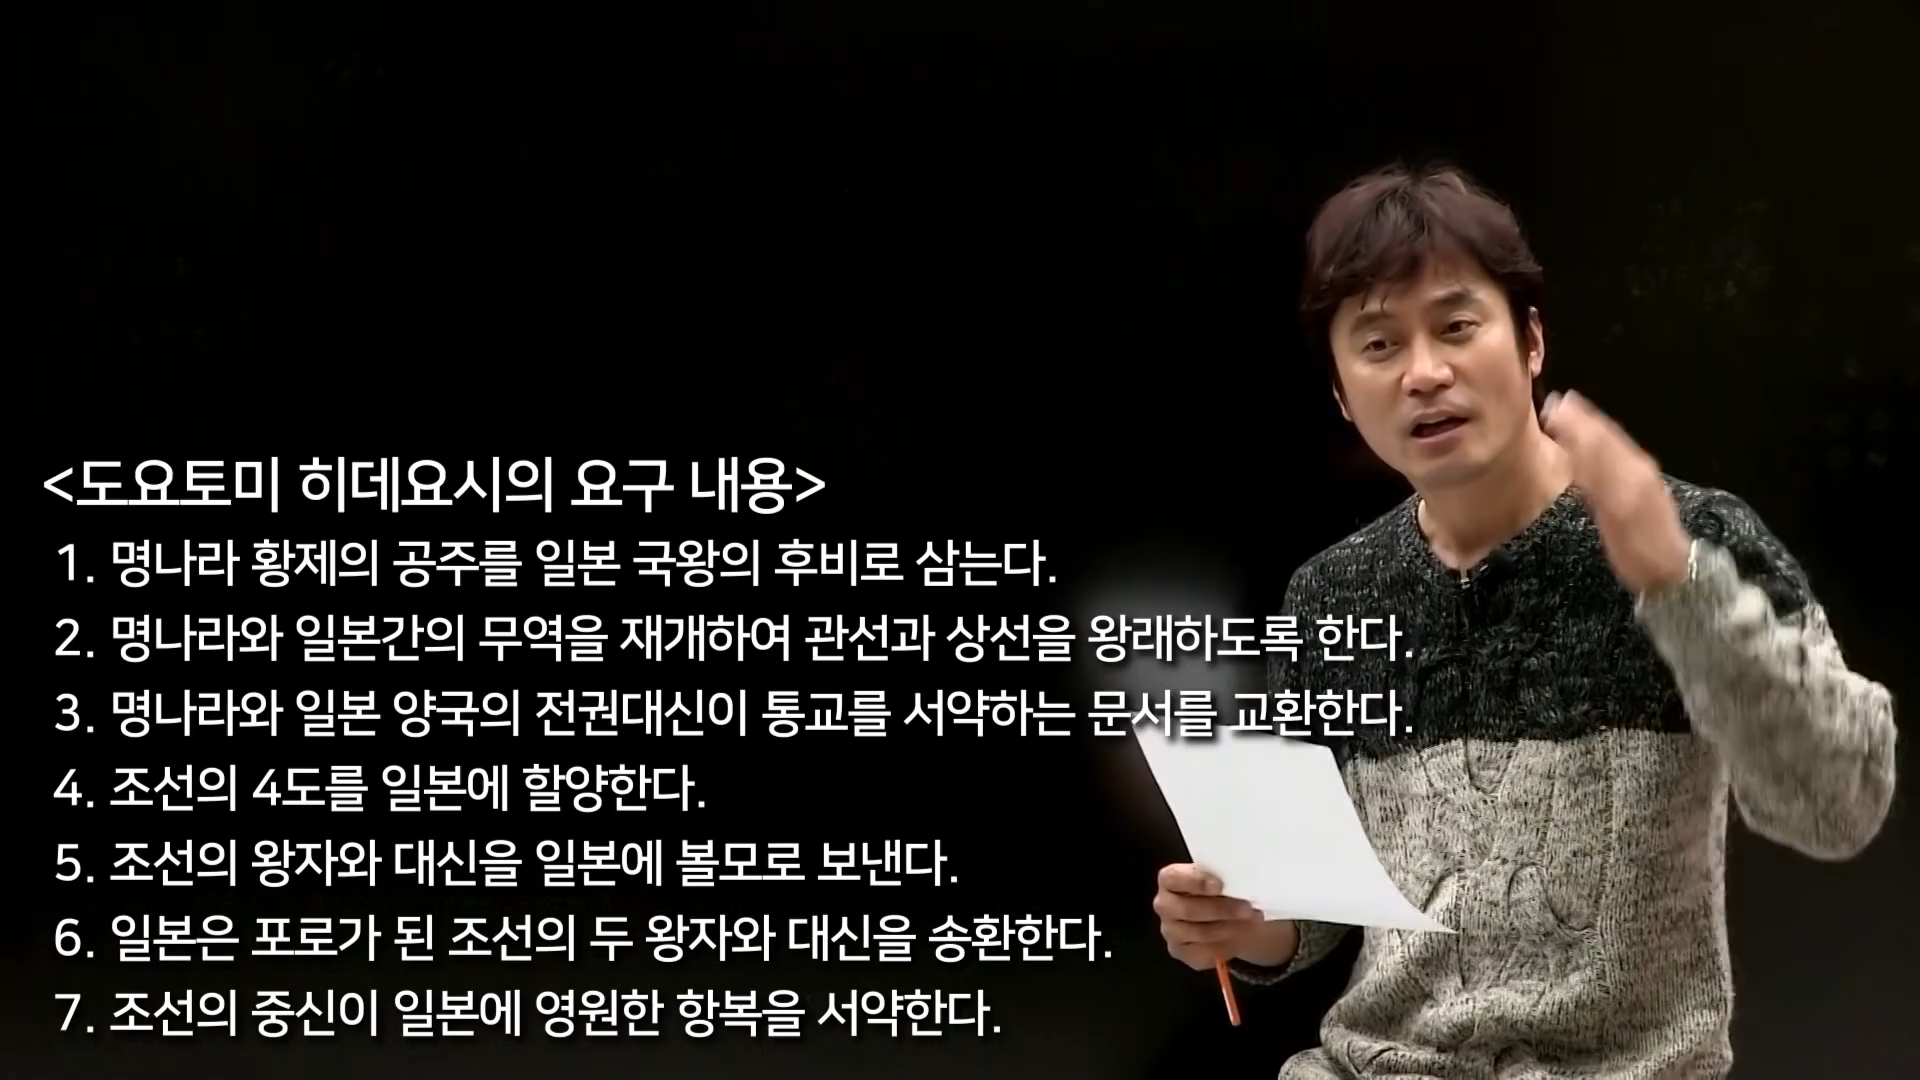 <도요토미 히데요시의 요구 내용>
1. 명나라 황제의 공주를 일본 국왕의 후비로 삼는다.
2. 명나라와 일본간의 무역을 재개하여 관선과 상선을 왕래하도록 한다.
3. 명나라와 일본 양국의 전권대신이 통교를 서약하는 문서를 교환한다.
4. 조선의 4도를 일본에 할양한다.
5. 조선의 왕자와 대신을 일본에 볼모로 보낸다.
6. 일본은 포로가 된 조선의 두 왕자와 대신을 송환한다.
7. 조선의 중신이 일본에 영원한 항복을 서약한다.